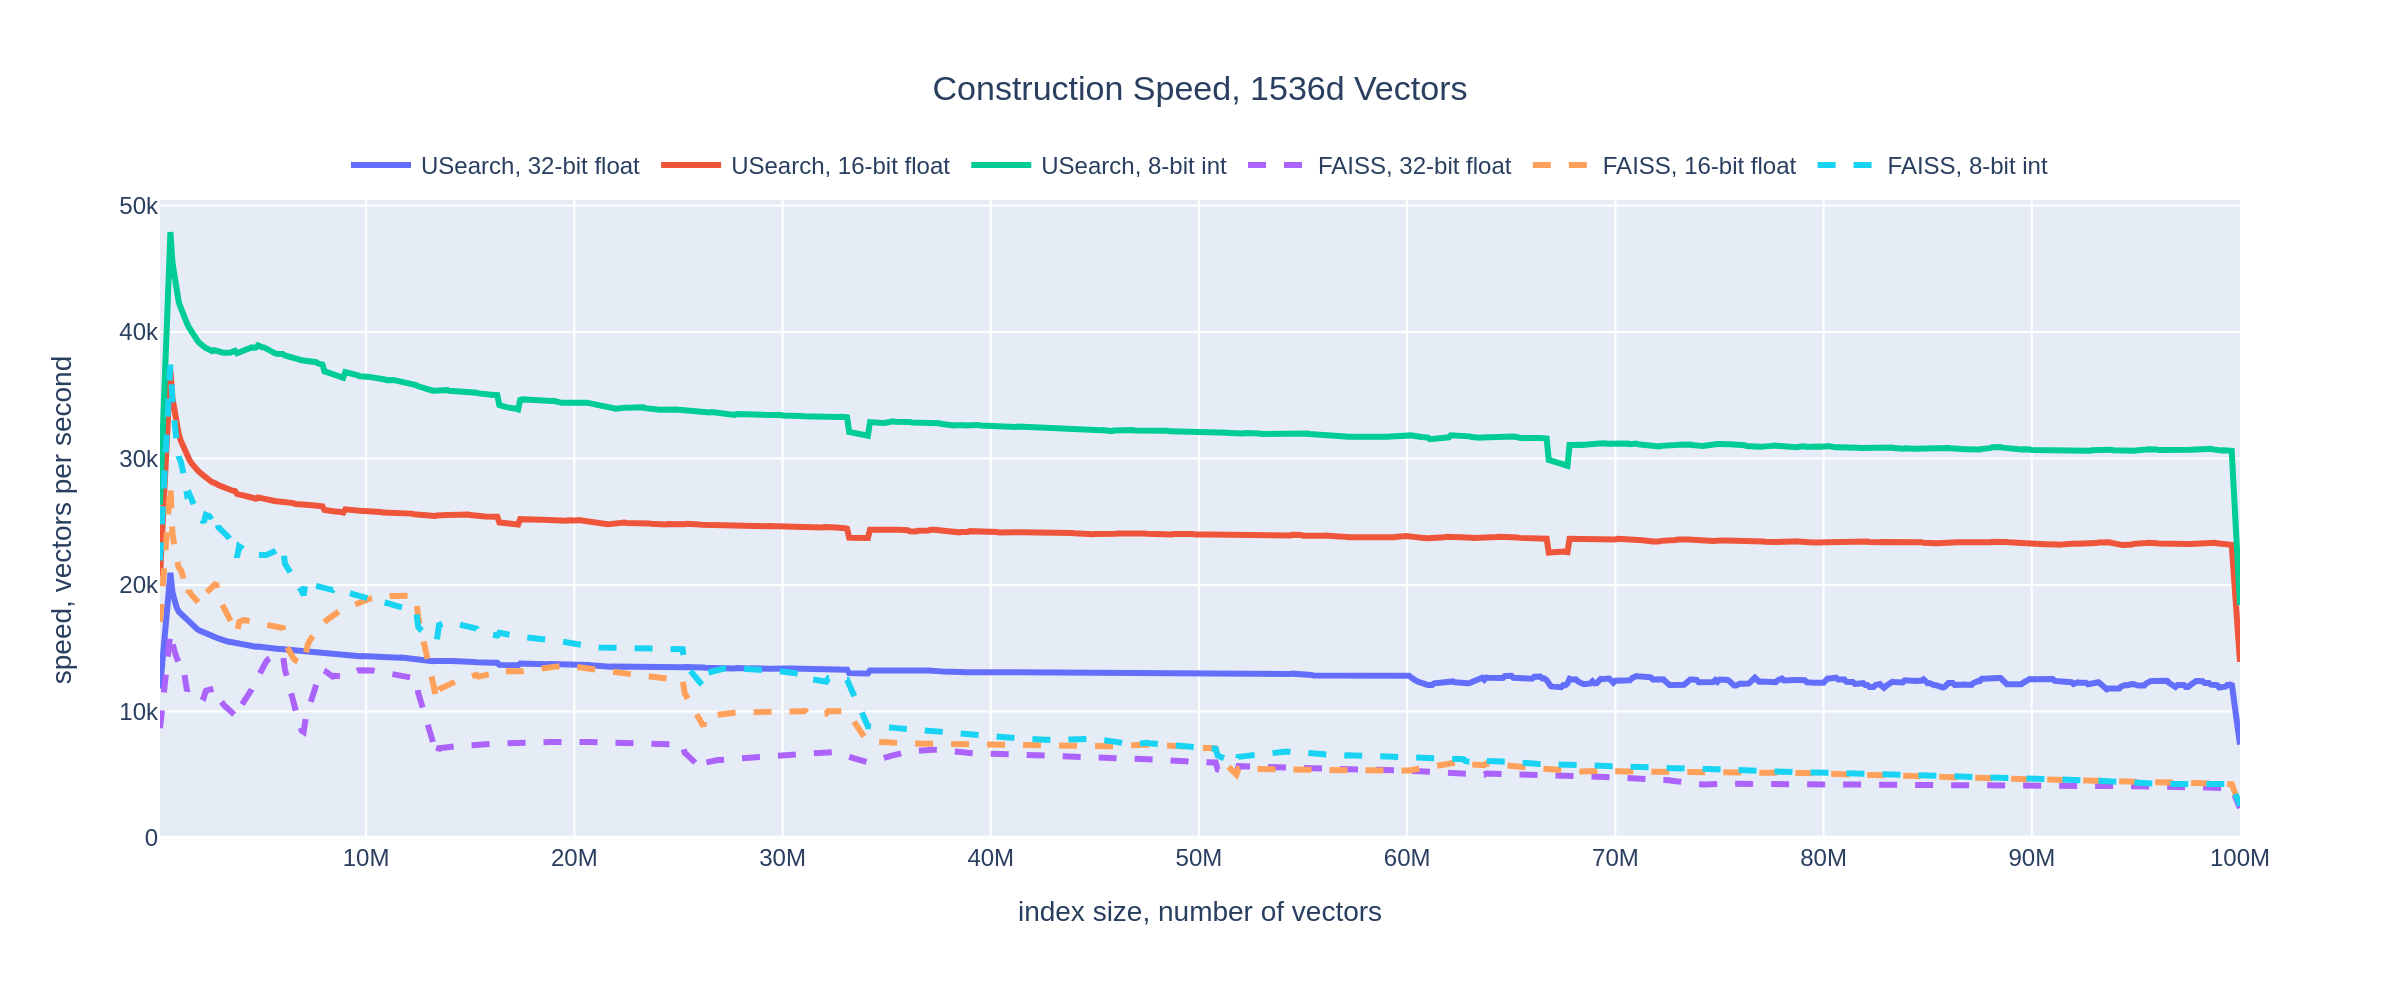 Construction Speed, 1536d Vectors
USearch, 32-bit float USearch, 16-bit float USearch, 8-bit int FAISS, 32-bit float FAISS, 16-bit float FAISS, 8-bit int
speed, vectors per second
50k
40k
30k
20k
10k
0
10M 20M 30M 40M 50M 60M 70M 80M 90M 100M
index size, number of vectors